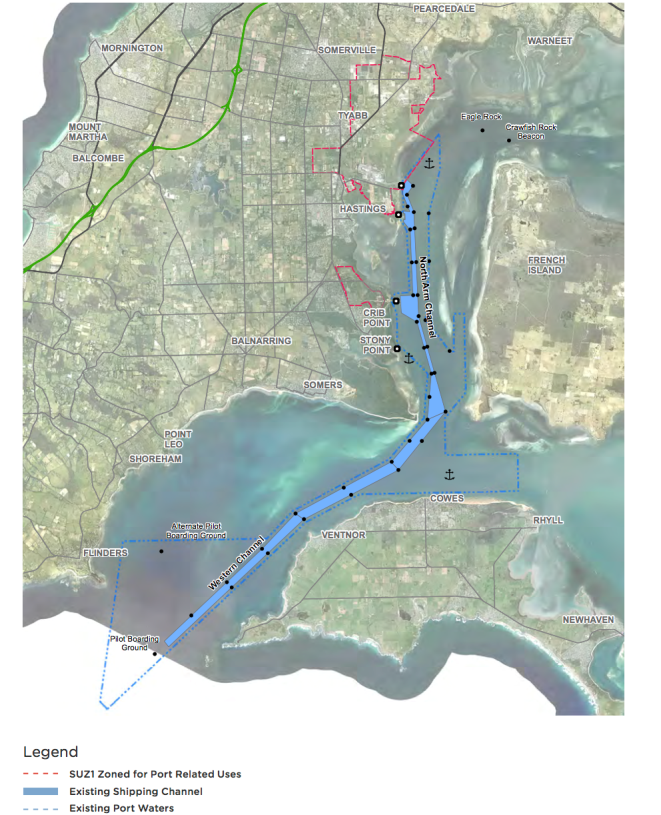 PEARCEDALE
MORNINGTON
SOMERVILLE
WARNEET
TYABB
Eagle Rock
Crawfish Rock
Beacon
MOUNT
MARTHA
BALCOMBE
HASTINGS
FRENCH
ISLAND
North Arm Channel
CRIB
POINT
STONY
POINT
BALNARRING
SOMERS
POINT
LEO
SHOREHAM
COWES
RHYLL
Alternate Pilot
Boarding Ground
VENTNOR
FLINDERS
Western Channel
NEWHAVEN
Pilot Boarding
Ground
Legend
SUZ1 Zoned for Port Related Uses
Existing Shipping Channel
Existing Port Waters